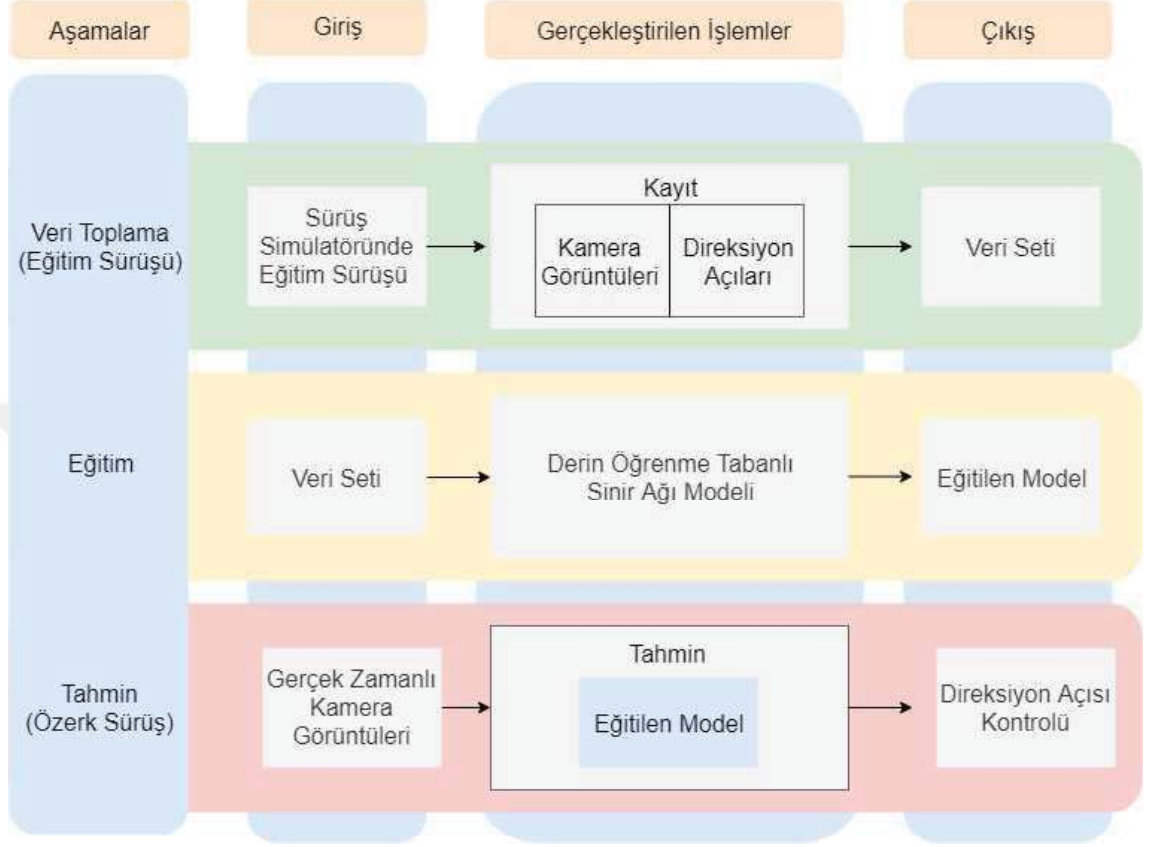 Aşamalar
Giriş
Gerçekleştirilen İşlemler
Çıkış
Veri Toplama
(Eğitim Sürüşü)
Sürüş
Simülatöründe
Eğitim Sürüşü
Kayıt
Kamera
Görüntüleri
Direksiyon
Açıları
Veri Seti
Eğitim
Veri Seti
Derin Öğrenme Tabanlı
Sinir Ağı Modeli
Eğitilen Model
Tahmin
(Özerk Sürüş)
Gerçek Zamanlı
Kamera
Görüntüleri
Tahmin
Eğitilen Model
Direksiyon Açısı
Kontrolü